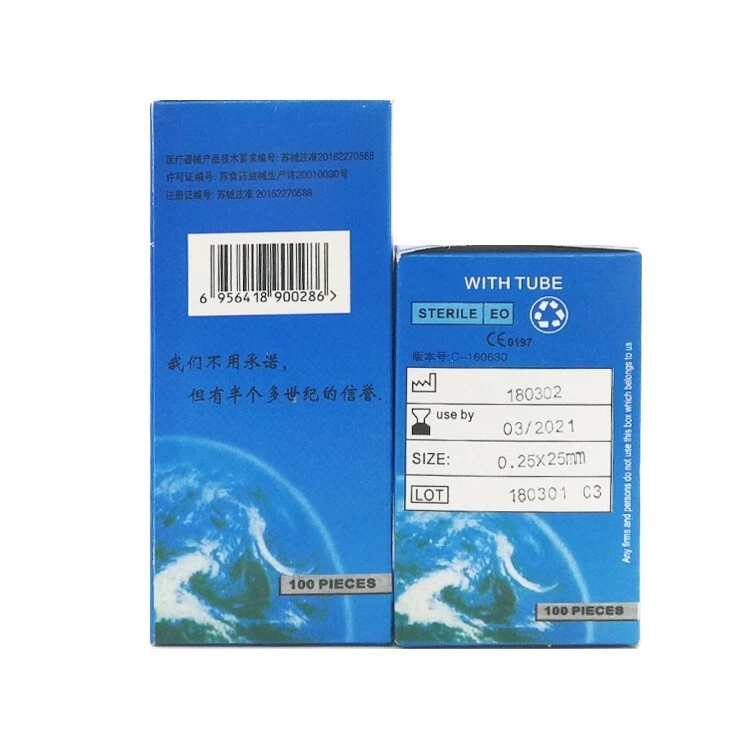 医疗器械产品技术要求编号: 苏械注准20162270588
许可证编号: 苏食药监械生产许20010030号
注册证编号: 苏械注准 20162270588
6 956418 900286 >
我们不用承诺,
但有半个多世纪的信誉.
100 PIECES
WITH TUBE
STERILE EO
CE 0197
版本号:C-160630
180302
use by 03/2021
SIZE: 0.25X25mm
LOT 180301 03
Any firms and persons do not use this box which belongs to us
100 PIECES